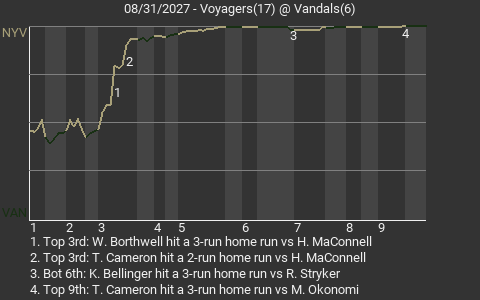 08/31/2027 - Voyagers(17) @ Vandals(6)
NYV
3
4
2
1
VAN
1 2 3 4 5 6 7 8 9
1. Top 3rd: W. Borthwell hit a 3-run home run vs H. MaConnell
2. Top 3rd: T. Cameron hit a 2-run home run vs H. MaConnell
3. Bot 6th: K. Bellinger hit a 3-run home run vs R. Stryker
4. Top 9th: T. Cameron hit a 3-run home run vs M. Okonomi